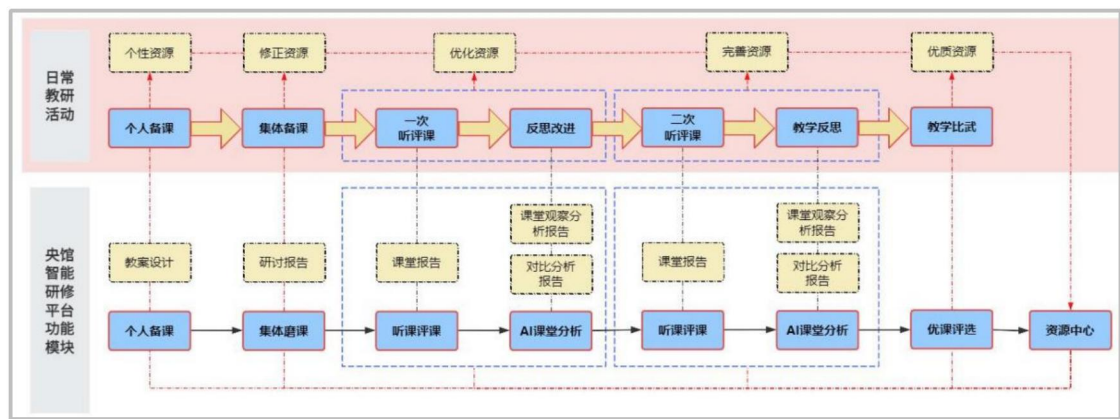 个性资源
修正资源
优化资源
完善资源
优质资源
日常
教研
活动
个人备课
集体备课
一次
听评课
反思改进
二次
听评课
教学反思
教学比武
央馆
智能
研修
平台
功能
模块
教案设计
研讨报告
课堂报告
课堂观察分
析报告
对比分析
报告
课堂报告
课堂观察分
析报告
对比分析
报告
个人备课
集体磨课
听课评课
AI课堂分析
听课评课
AI课堂分析
优课评选
资源中心